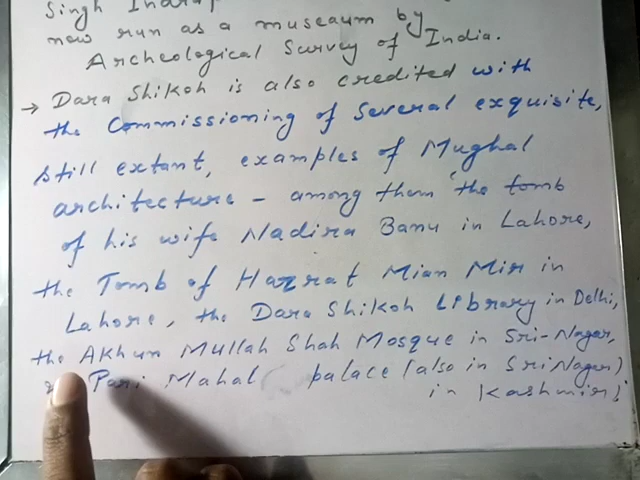 Singh
now run as a museaum by
Archeological Survey of India.
→ Dara Shikoh is also credited with
the Commissioning of Several exquisite,
still extant, examples of Mughal
architecture - among them the tomb
of his wife Nadira Banu in Lahore,
the Tomb of Hazrat Mian Mir in
Lahore, the Dara Shikoh Library in Delhi,
the Akhun Mullah Shah Mosque in Sri-Nagar,
Pari Mahal palace (also in SriNagar)
in Kashmir!